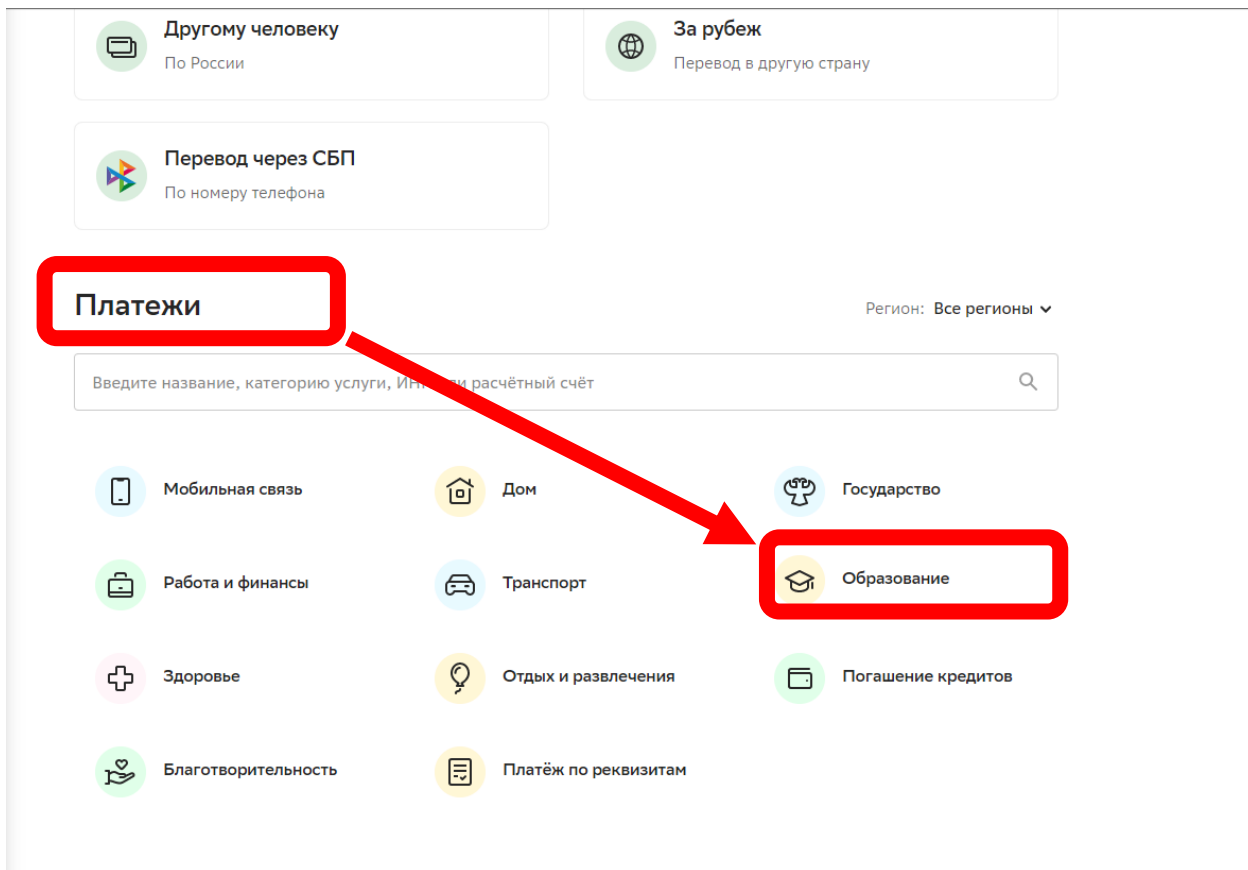 Другому человеку
По России
За рубеж
Перевод в другую страну
Перевод через СБП
По номеру телефона
Платежи
Регион: Все регионы
Введите название, категорию услуги, расчётный счёт
Мобильная связь
Дом
Государство
Работа и финансы
Транспорт
Образование
Здоровье
Отдых и развлечения
Погашение кредитов
Благотворительность
Платёж по реквизитам